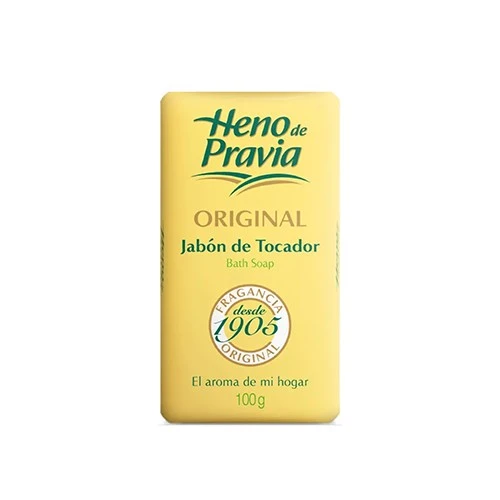 Heno de
Pravia
ORIGINAL
Jabón de Tocador
Bath Soap
FRAGANCIA
desde
1905
ORIGINAL
El aroma de mi hogar
100g